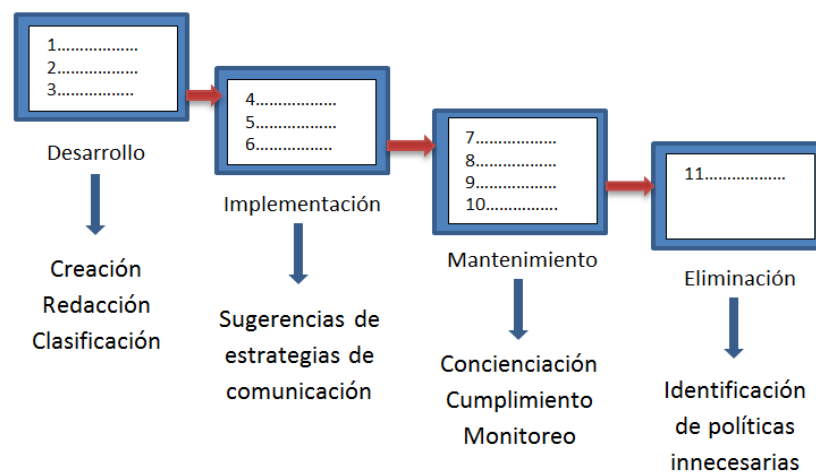 1..................
2..................
3.................
Desarrollo
Creación
Redacción
Clasificación
4..................
5..................
6.................
Implementación
Sugerencias de
estrategias de
comunicación
7..................
8..................
9..................
10................
Mantenimiento
Concienciación
Cumplimiento
Monitoreo
11..................
Eliminación
Identificación
de políticas
innecesarias